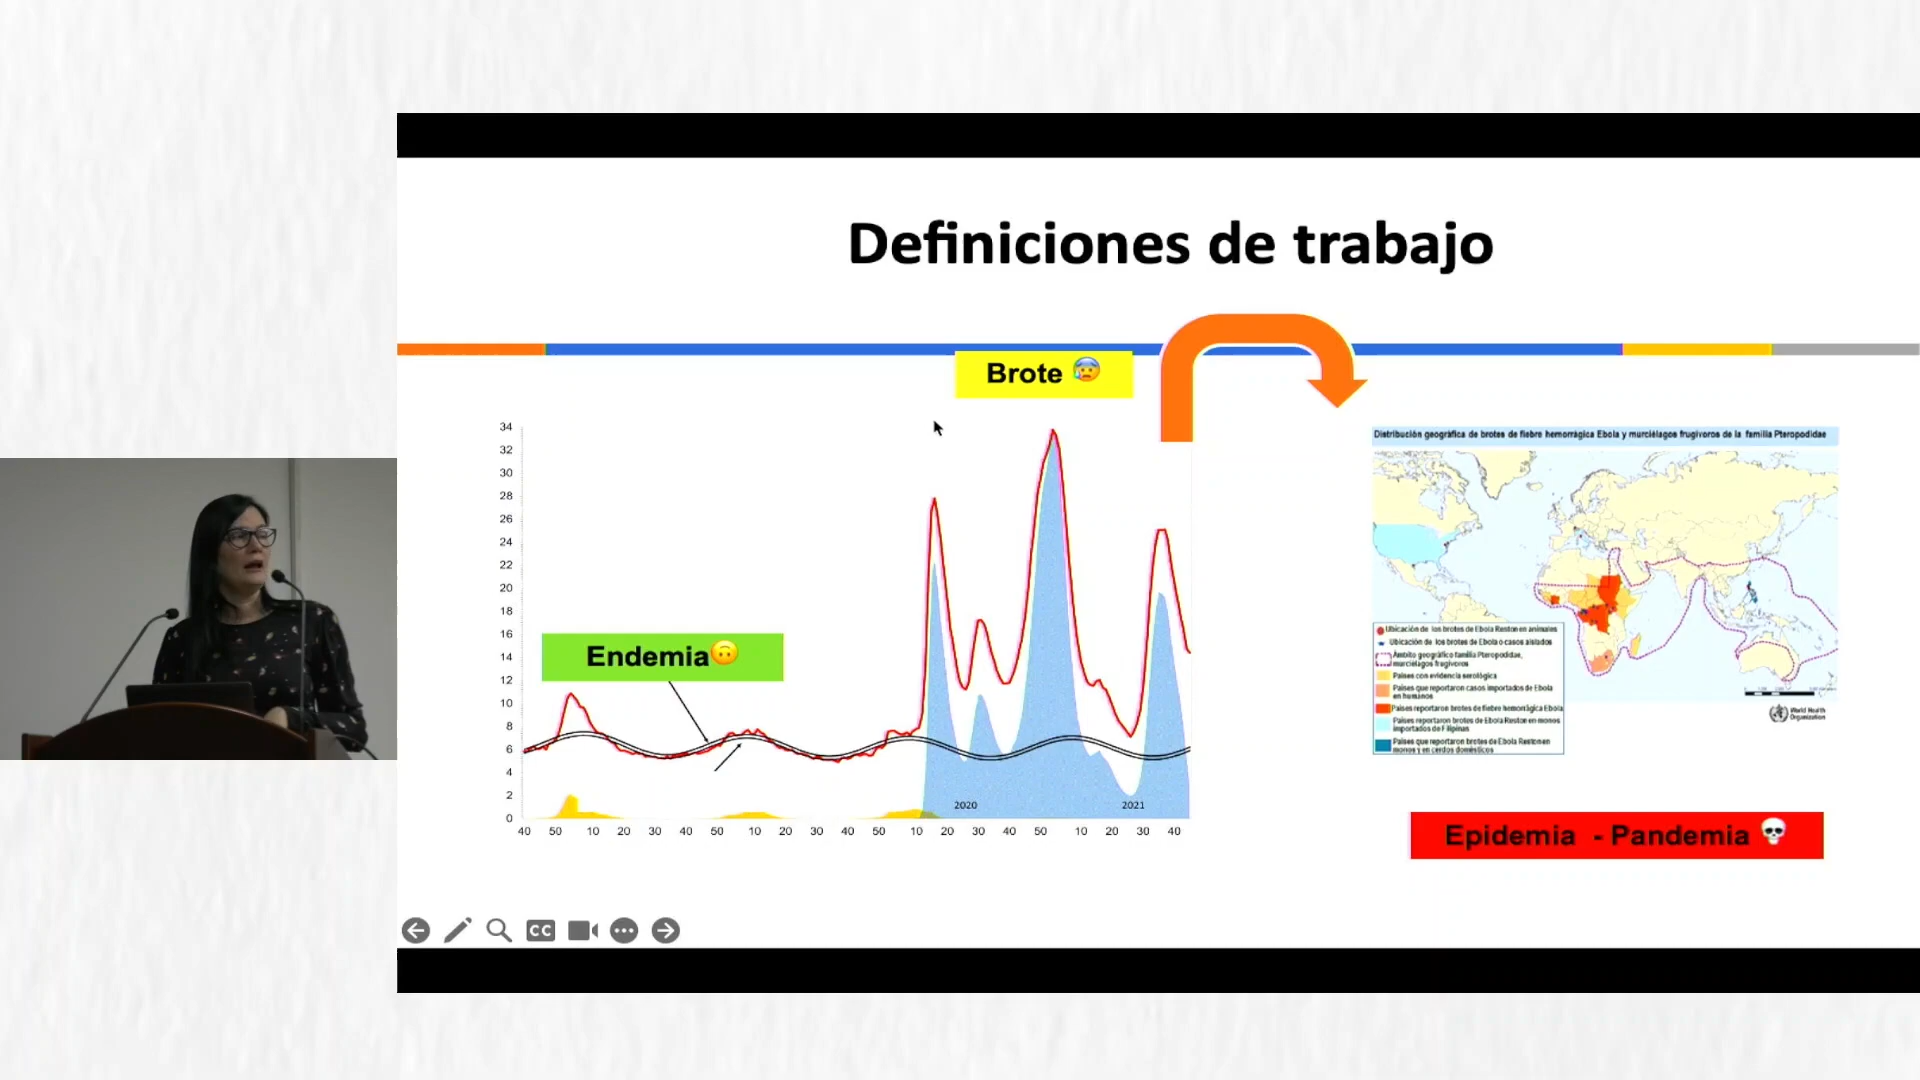 Definiciones de trabajo
Brote
34
32
30
28
26
24
22
20
18
16
14
12
10
8
6
4
2
0
Endemia
2020
2021
40 50 10 20 30 40 50 10 20 30 40 50 10 20 30 40 50 10 20 30 40
Distribución geográfica de brotes de fiebre hemorrágica Ebola y murciélagos frugívoros de la familia Pteropodidae
Ubicación de los brotes de Ebola Reston en animales
Ubicación de los brotes de Ebola o casos aislados
Ámbito geográfico familia Pteropodidae,
murciélagos frugívoros
Países con evidencia serológica
Países que reportaron casos importados de Ebola
en humanos
Países reportaron brotes de fiebre hemorrágica Ebola
Países reportaron brotes de Ebola Reston en monos
importados de Filipinas
Países que reportaron brotes de Ebola Reston en
monos y en cerdos domésticos
World Health
Organization
Epidemia - Pandemia
CC